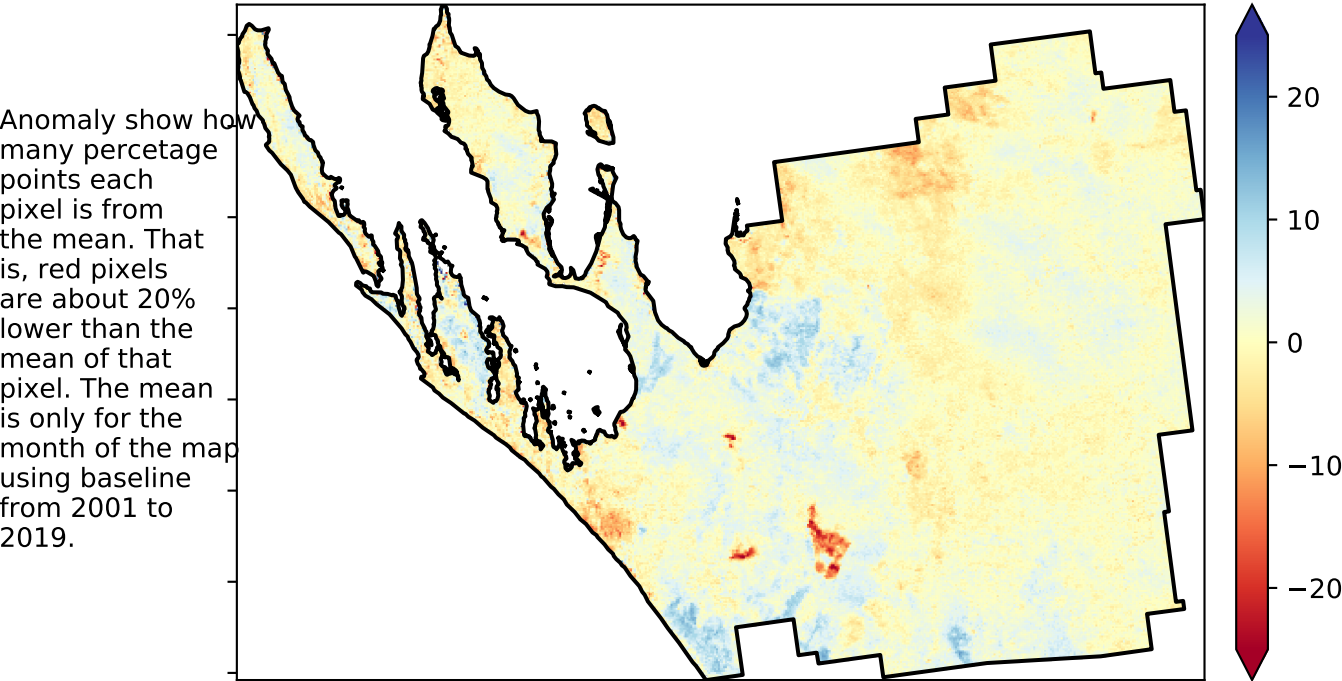 Anomaly show how
many percetage
points each
pixel is from
the mean. That
is, red pixels
are about 20%
lower than the
mean of that
pixel. The mean
is only for the
month of the map
using baseline
from 2001 to
2019.
20
10
0
−10
−20